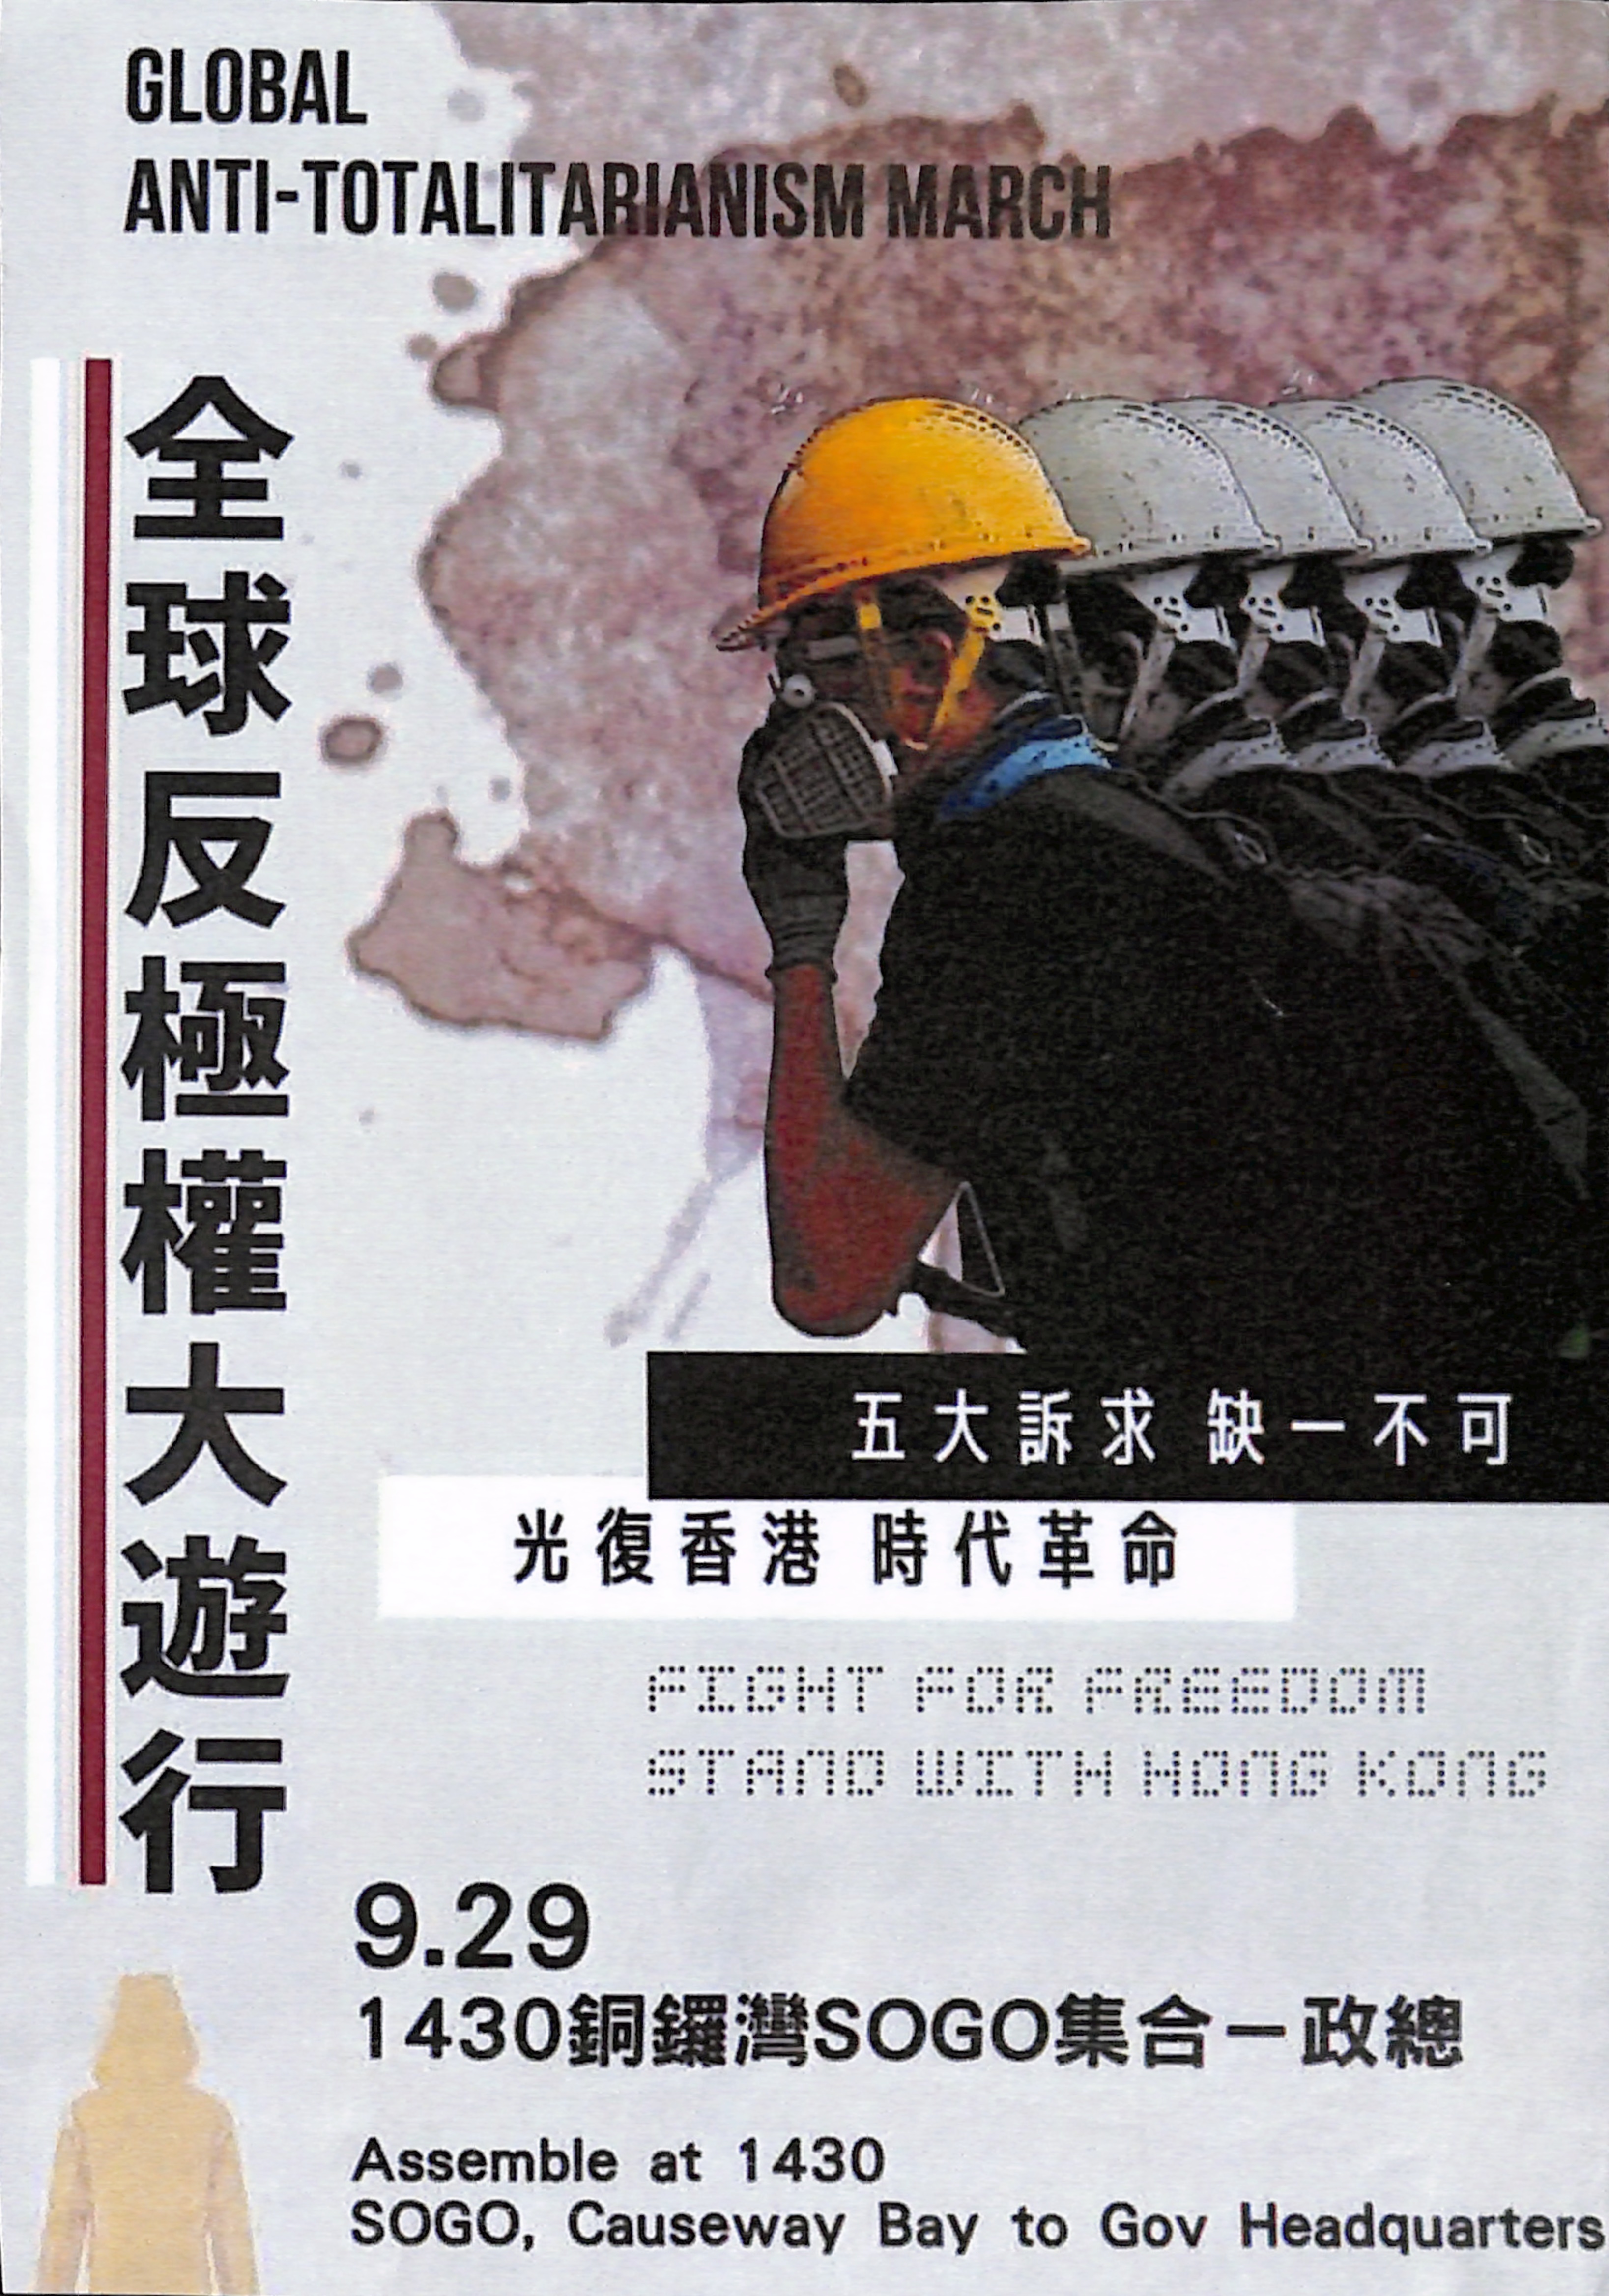 GLOBAL
ANTI-TOTALITARIANISM MARCH
全球反極權大遊行
五大訴求 缺一不可
光復香港 時代革命
FIGHT FOR FREEDOM
STAND WITH HONG KONG
9.29
1430銅鑼灣SOGO集合－政總
Assemble at 1430
SOGO, Causeway Bay to Gov Headquarters